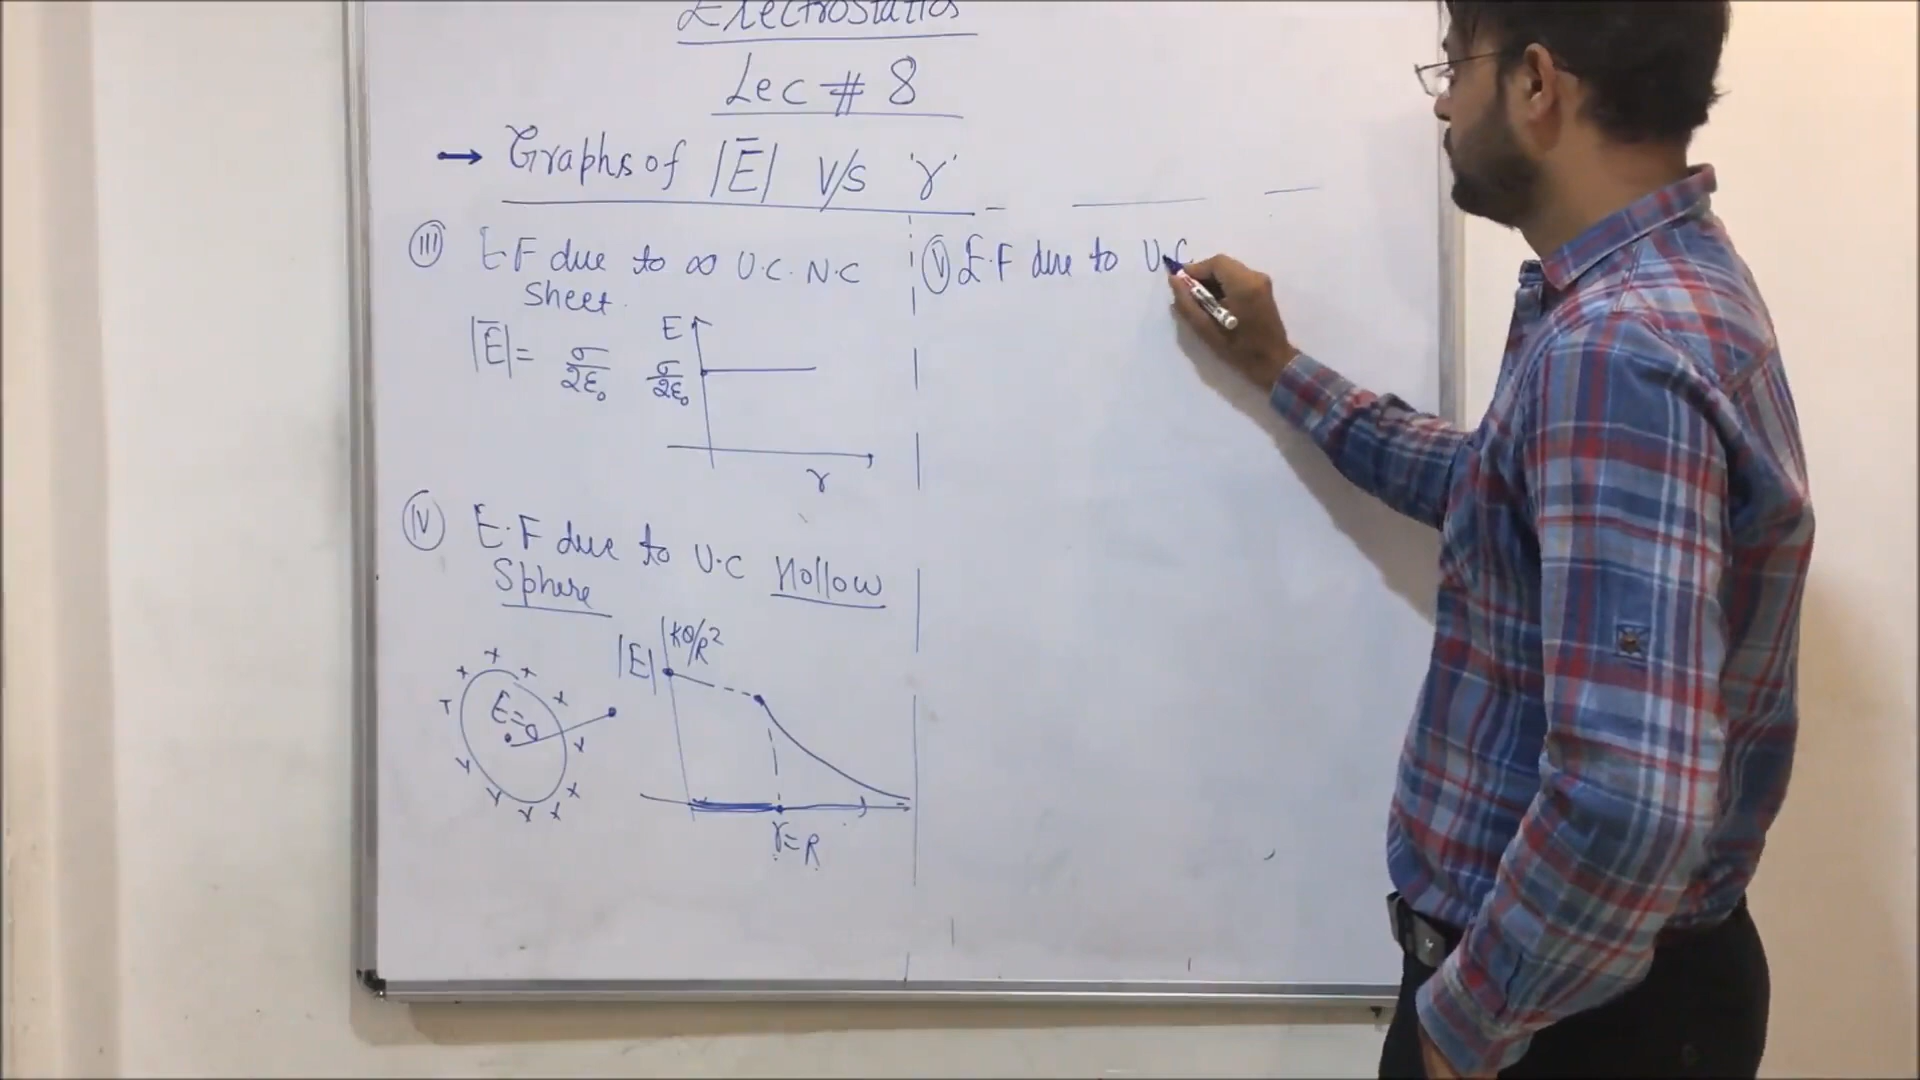 Electrostatics
Lec # 8
→ Graphs of |E̅| V/S 'r'
(III) E.F due to ∞ U.C. N.C
Sheet.
|E̅| = σ/2ε₀
E
σ/2ε₀
r
(IV) E.F due to U.C Hollow
Sphere
E=0
|E|
kQ/R²
r=R
(V) E.F due to U.C